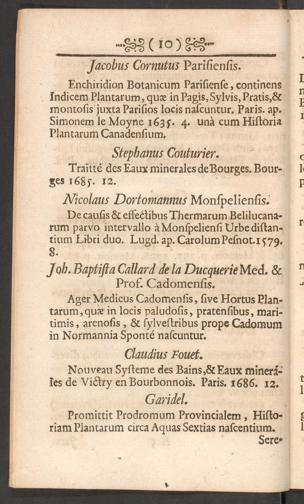 (10)
Jacobus Cornutus Parisiensis.
Enchiridion Botanicum Parisiense, continens
Indicem Plantarum, quæ in Pagis, Sylvis, Pratis, &
montosis juxta Parisios locis nascuntur. Paris. ap.
Simonem le Moyne 1635. 4. unà cum Historia
Plantarum Canadensium.
Stephanus Couturier.
Traitté des Eaux minerales de Bourges. Bour-
ges 1685. 12.
Nicolaus Dortomannus Monspeliensis.
De causis & effectibus Thermarum Belilucana-
rum parvo intervallo à Monspeliensi Urbe distan-
tium Libri duo. Lugd. ap. Carolum Pesnot. 1579.
8.
Joh. Baptista Callard de la Ducquerie Med. &
Prof. Cadomensis.
Ager Medicus Cadomensis, sive Hortus Plan-
tarum, quæ in locis paludosis, pratensibus, mari-
timis, arenosis, & sylvestribus prope Cadomum
in Normannia Sponté nascuntur.
Claudius Fouet.
Nouveau Systeme des Bains, & Eaux minerá-
les de Victry en Bourbonnois. Paris. 1686. 12.
Garidel.
Promittit Prodromum Provincialem, Histo-
riam Plantarum circa Aquas Sextias nascentium.
Sere-